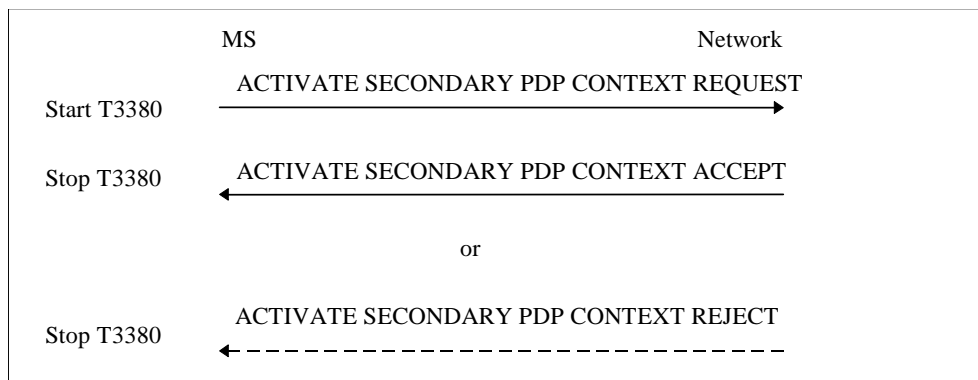 MS Network
ACTIVATE SECONDARY PDP CONTEXT REQUEST
Start T3380
ACTIVATE SECONDARY PDP CONTEXT ACCEPT
Stop T3380
or
ACTIVATE SECONDARY PDP CONTEXT REJECT
Stop T3380